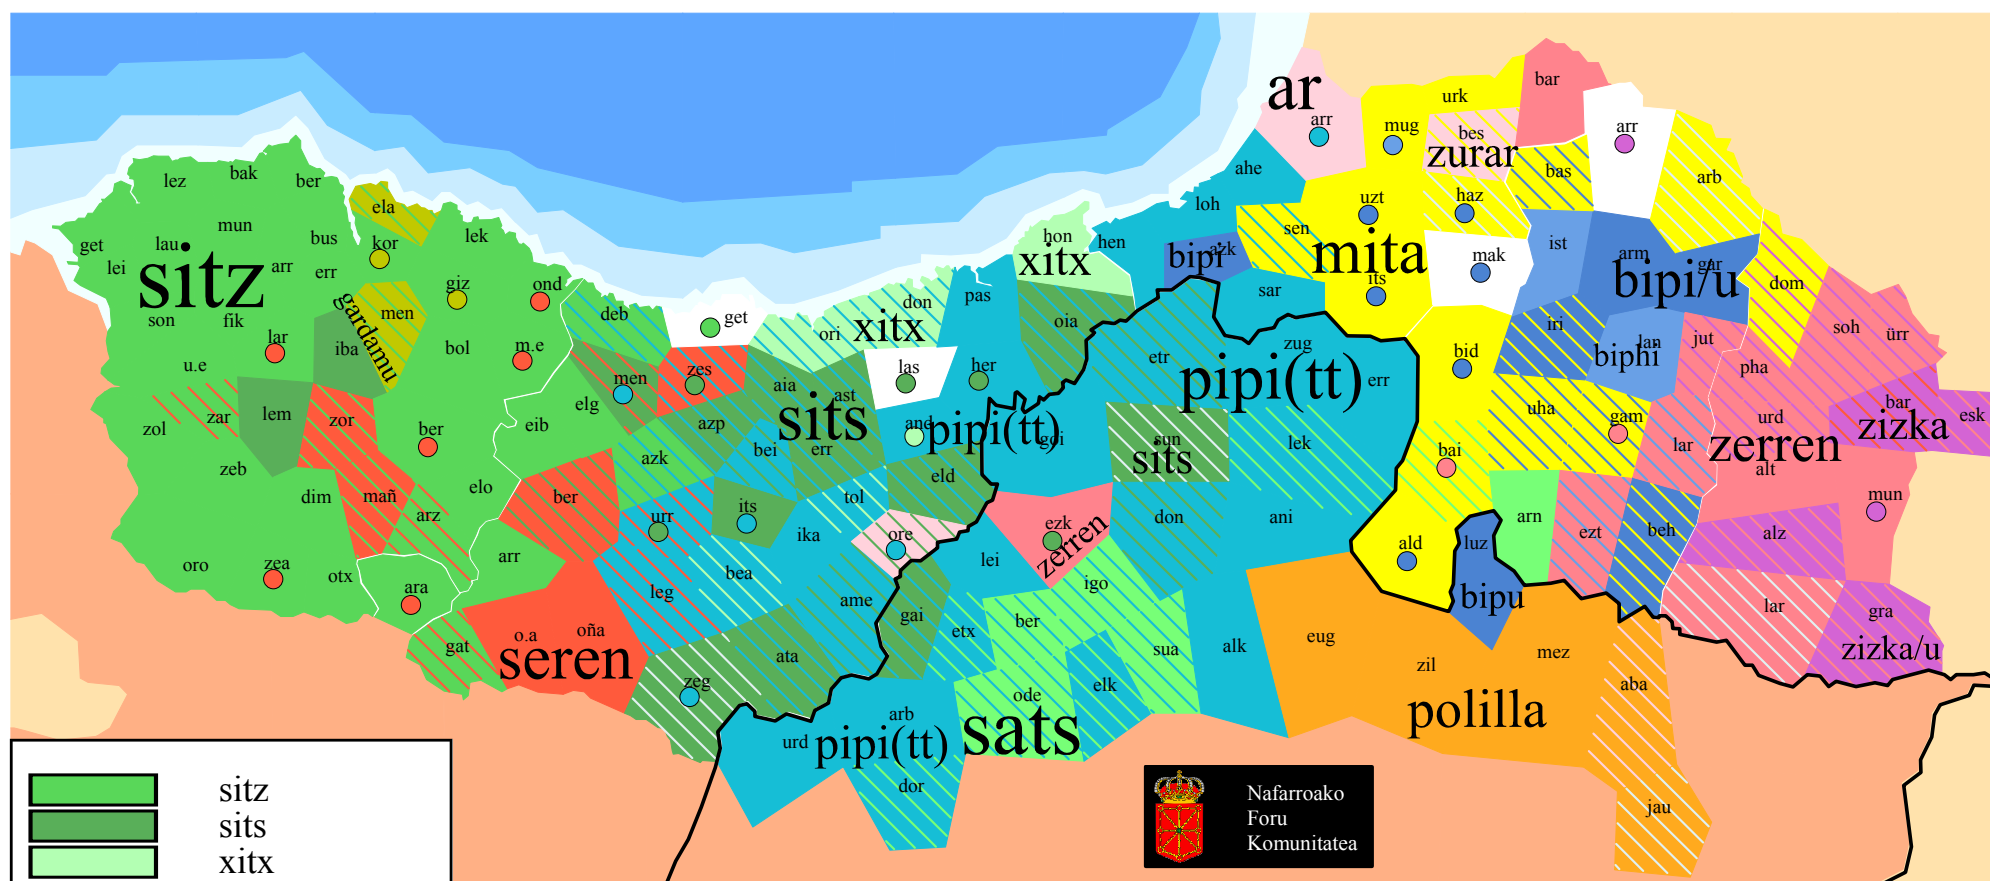 ar
bar
urk
arr
mug
bes
arr
zurar
lez
bak
ber
ahe
bas
arb
ela
uzt
haz
loh
mun
kor
lek
get
lau
bus
sen
hon
hen
bipi
azk
mita
ist
arm
gar
bipi/u
lei
sitz
arr
err
xitx
mak
giz
ond
gardamu
men
deb
get
don
pas
sar
its
dom
son
fik
ori
xitx
oia
iri
soh
ürr
lar
iba
bol
m.e
zug
biphi
lan
jut
u.e
men
zes
las
her
etr
pipi(tt)
err
bid
pha
zar
lem
zor
elg
aia
ast
uha
gam
bar
esk
zol
ber
eib
azp
sits
and
pipi(tt)
goi
sun
sits
lek
urd
zerren
zizka
zeb
azk
bei
err
bai
lar
alt
dim
mañ
elo
ber
eld
arz
urr
its
tol
ezk
zerren
don
ani
arn
mun
ika
ore
ezt
beh
alz
oro
zea
otx
arr
bea
lei
ald
luz
ara
leg
ame
igo
bipu
lar
gra
gat
o.a
oña
gai
etx
ber
eug
mez
zizka/u
seren
ata
sua
alk
zil
zeg
elk
aba
ode
polilla
arb
urd
pipi(tt)
sats
dor
jau
sitz
sits
xitx
Nafarroako
Foru
Komunitatea